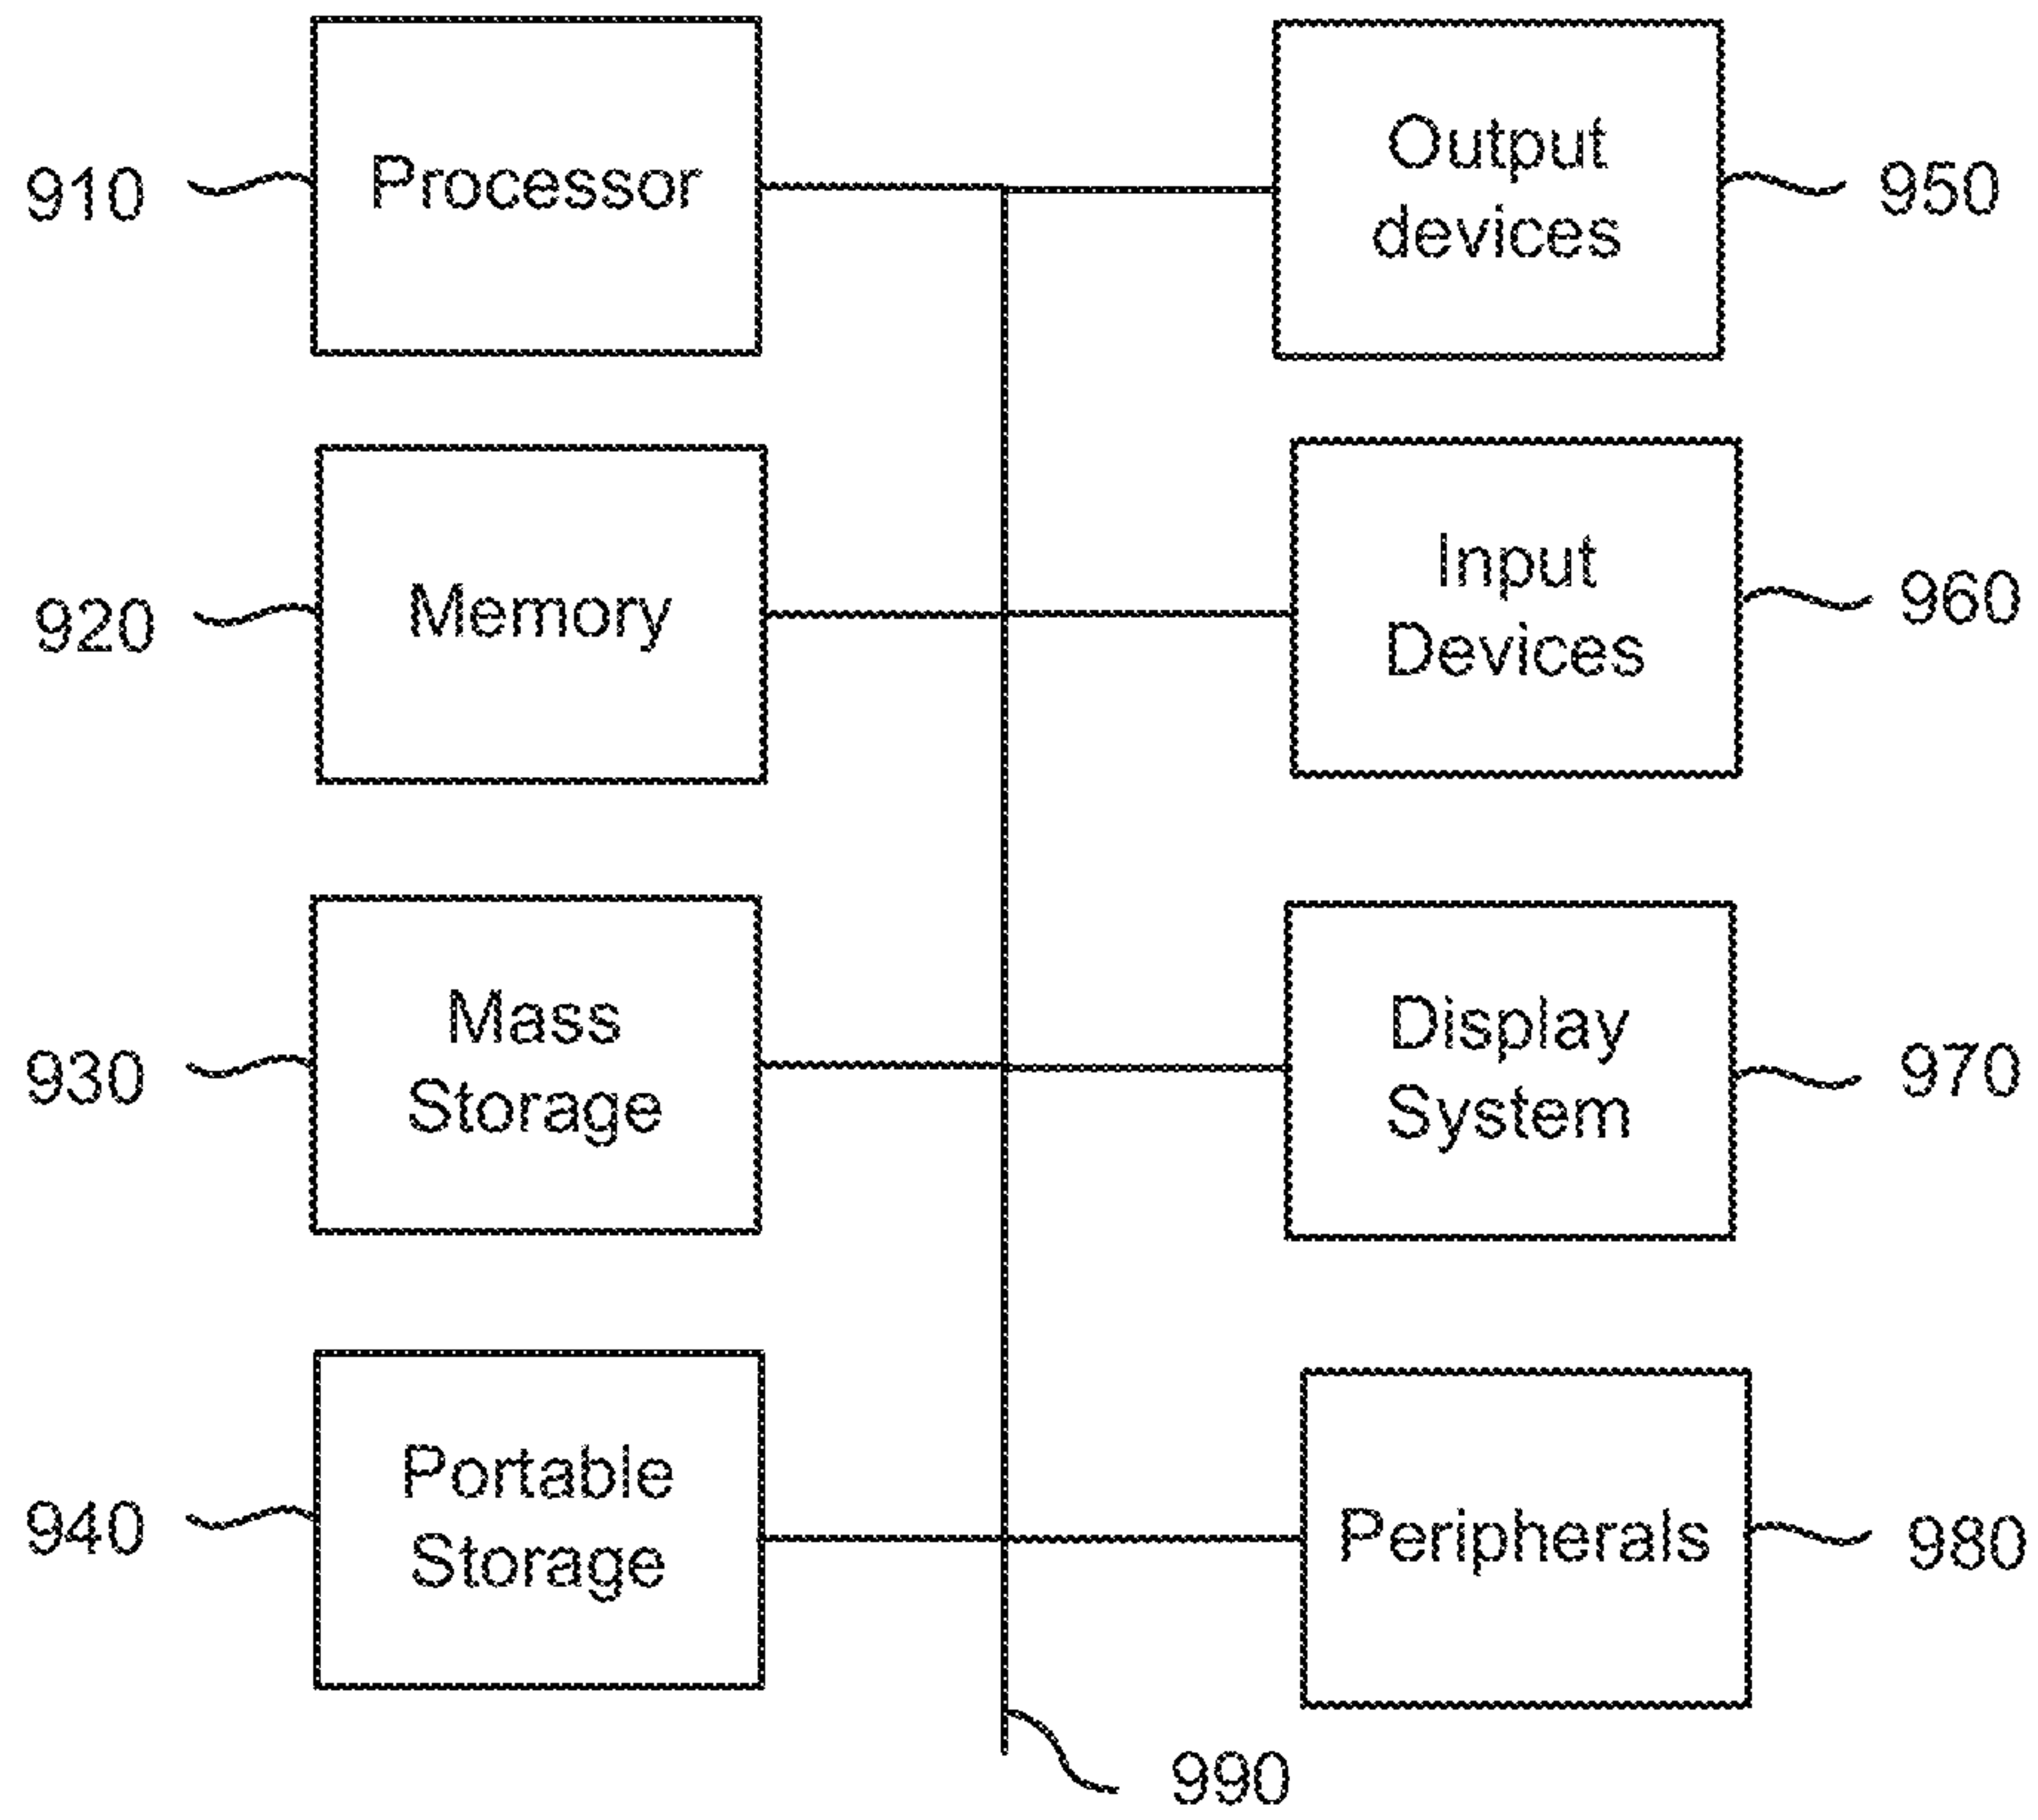 910
Processor
Output
devices
950
920
Memory
Input
Devices
960
930
Mass
Storage
Display
System
970
940
Portable
Storage
Peripherals
980
990